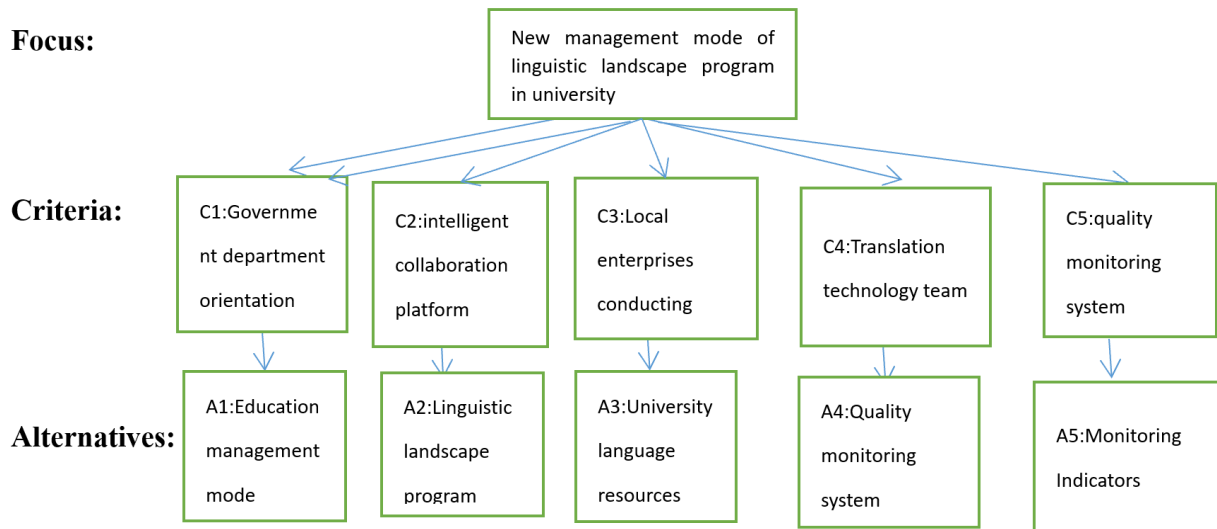 Focus:
New management mode of
linguistic landscape program
in university
Criteria:
C1:Governme
nt department
orientation
C2:intelligent
collaboration
platform
C3:Local
enterprises
conducting
C4:Translation
technology team
C5:quality
monitoring
system
Alternatives:
A1:Education
management
mode
A2:Linguistic
landscape
program
A3:University
language
resources
A4:Quality
monitoring
system
A5:Monitoring
Indicators